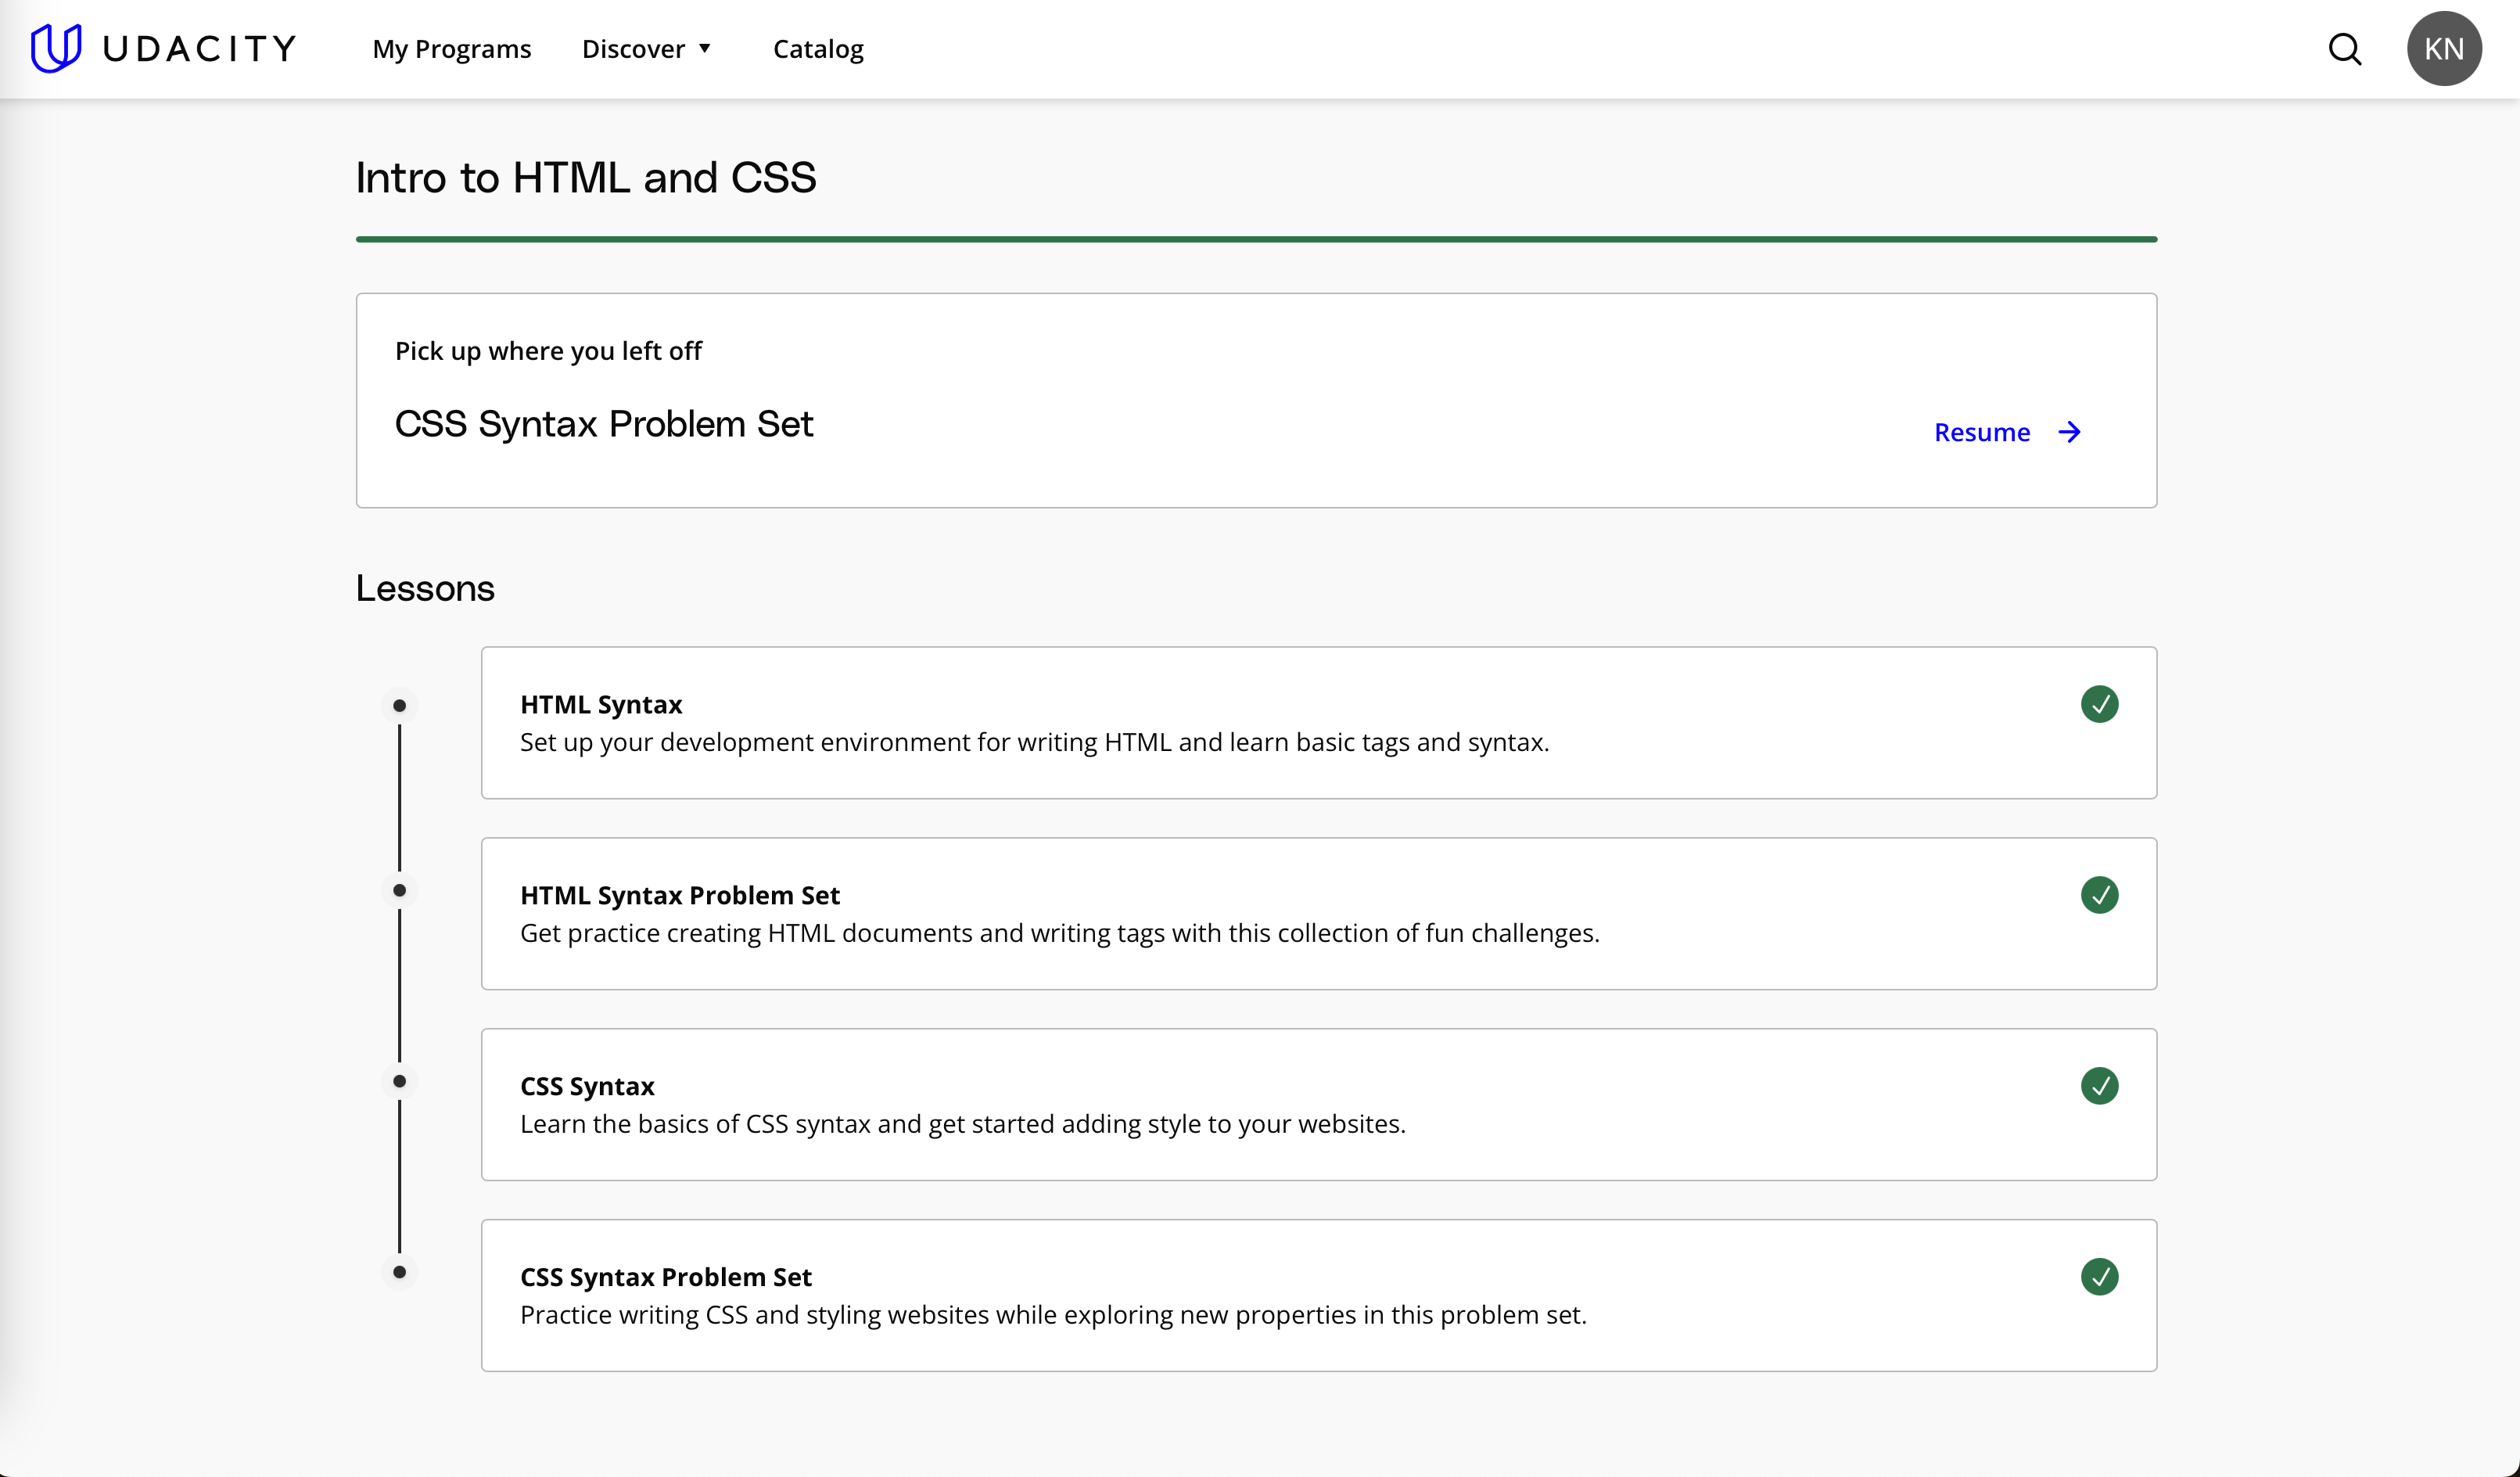 UDACITY
My Programs
Discover
Catalog
KN
Intro to HTML and CSS
Pick up where you left off
CSS Syntax Problem Set
Resume
Lessons
HTML Syntax
Set up your development environment for writing HTML and learn basic tags and syntax.
HTML Syntax Problem Set
Get practice creating HTML documents and writing tags with this collection of fun challenges.
CSS Syntax
Learn the basics of CSS syntax and get started adding style to your websites.
CSS Syntax Problem Set
Practice writing CSS and styling websites while exploring new properties in this problem set.